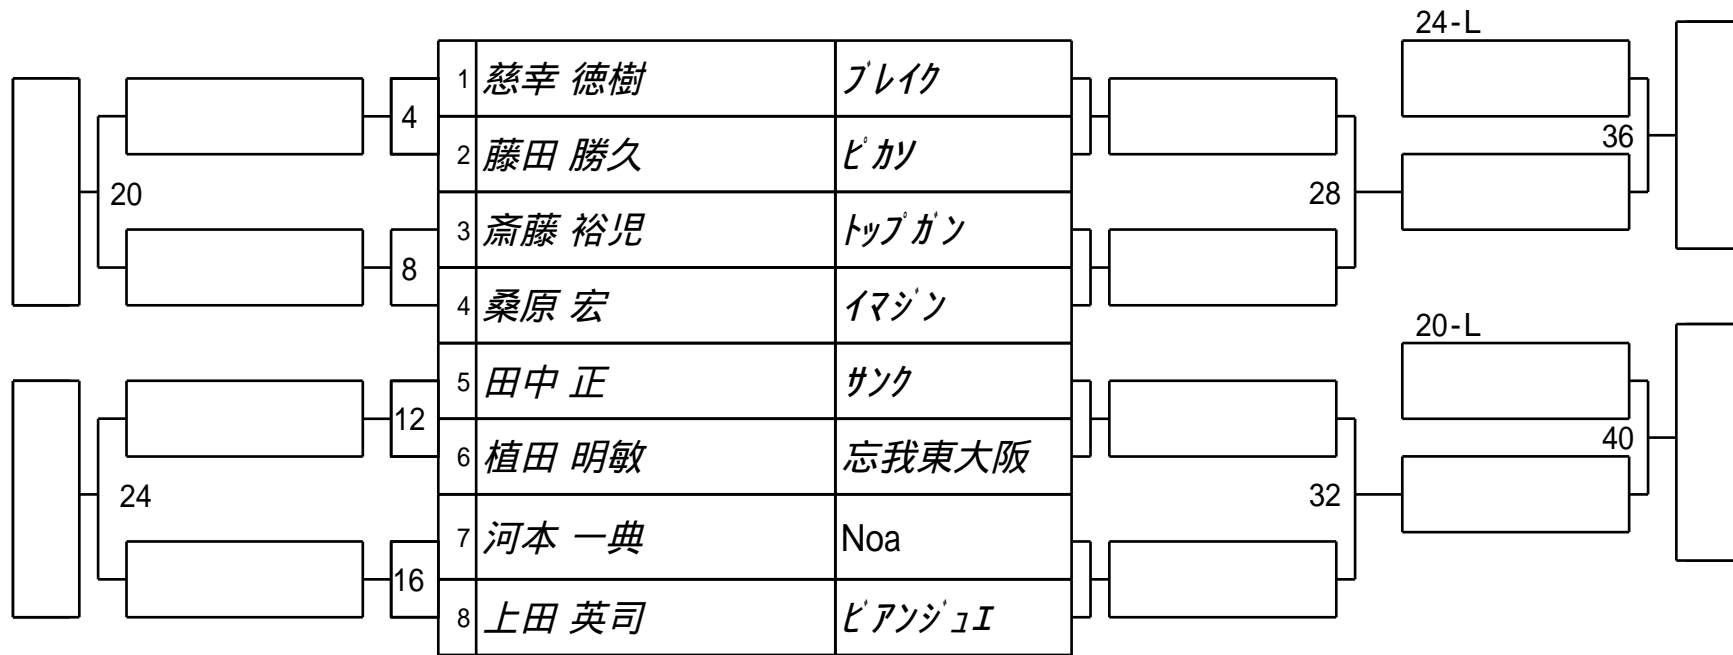 24-L
1 慈幸 徳樹 ﾌﾞﾚｲｸ
4
36
2 藤田 勝久 ﾋﾟｶｿ
20
28
3 斎藤 裕児 ﾄｯﾌﾟｶﾞﾝ
8
4 桑原 宏 ｲﾏｼﾞﾝ
20-L
5 田中 正 ｻﾝｸ
12
40
6 植田 明敏 忘我東大阪
24
32
7 河本 一典 Noa
16
8 上田 英司 ﾋﾞｱﾝｼﾞｭｴ